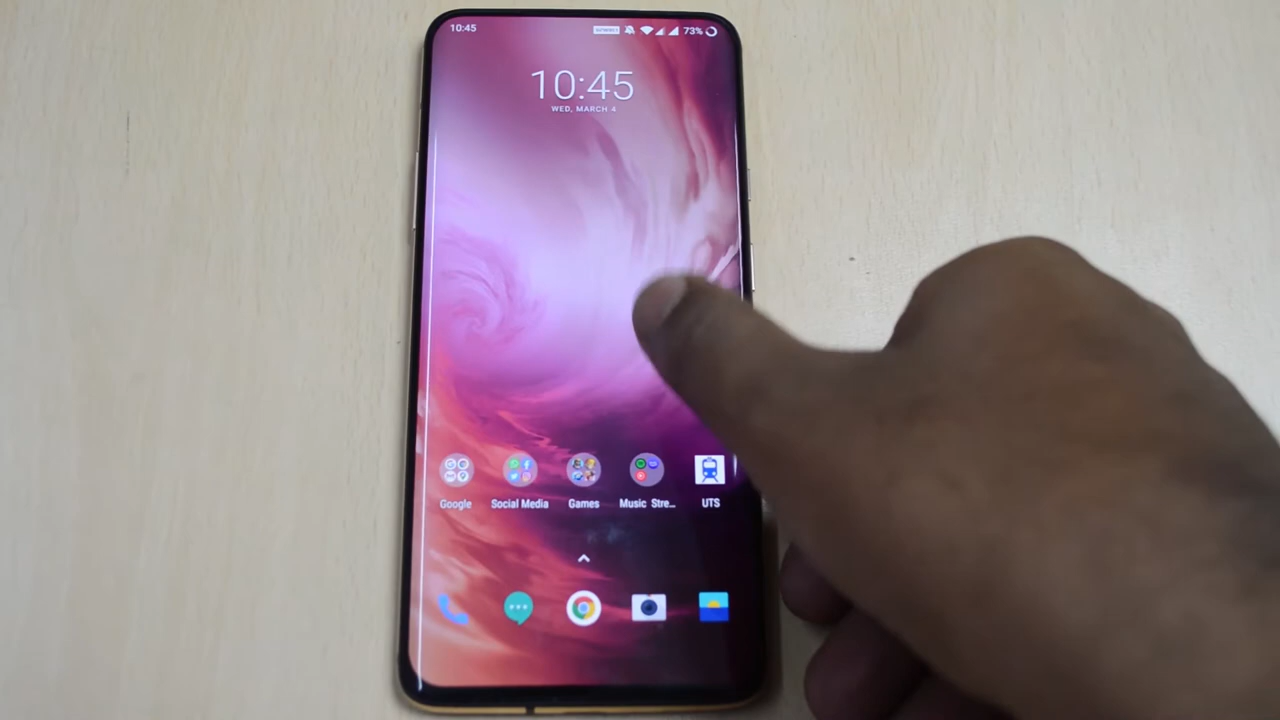 10:45
73%
10:45
WED, MARCH 4
Google
Social Media
Games
Music Stre...
UTS